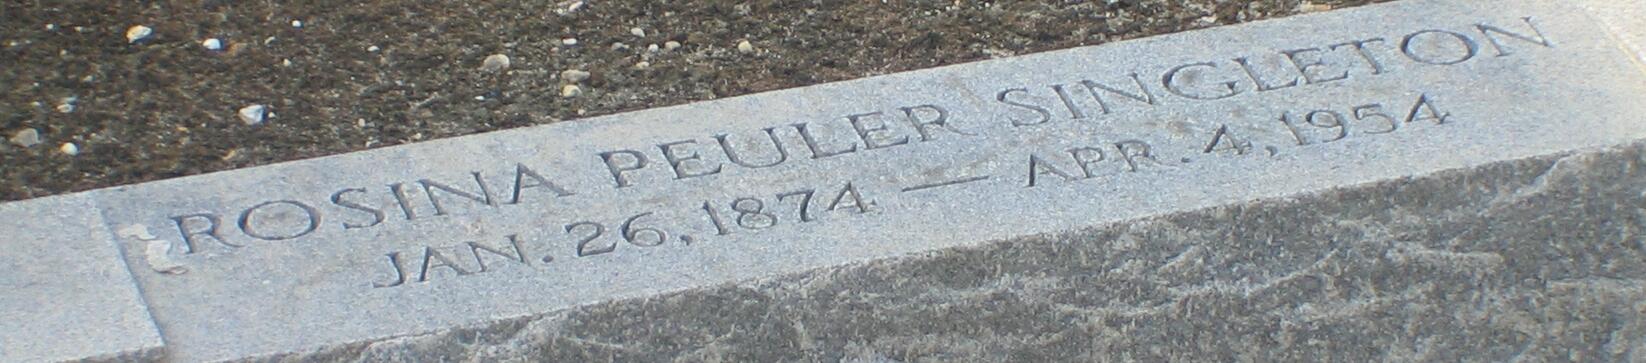 ROSINA PEULER SINGLETON
JAN. 26, 1874 — APR. 4, 1954